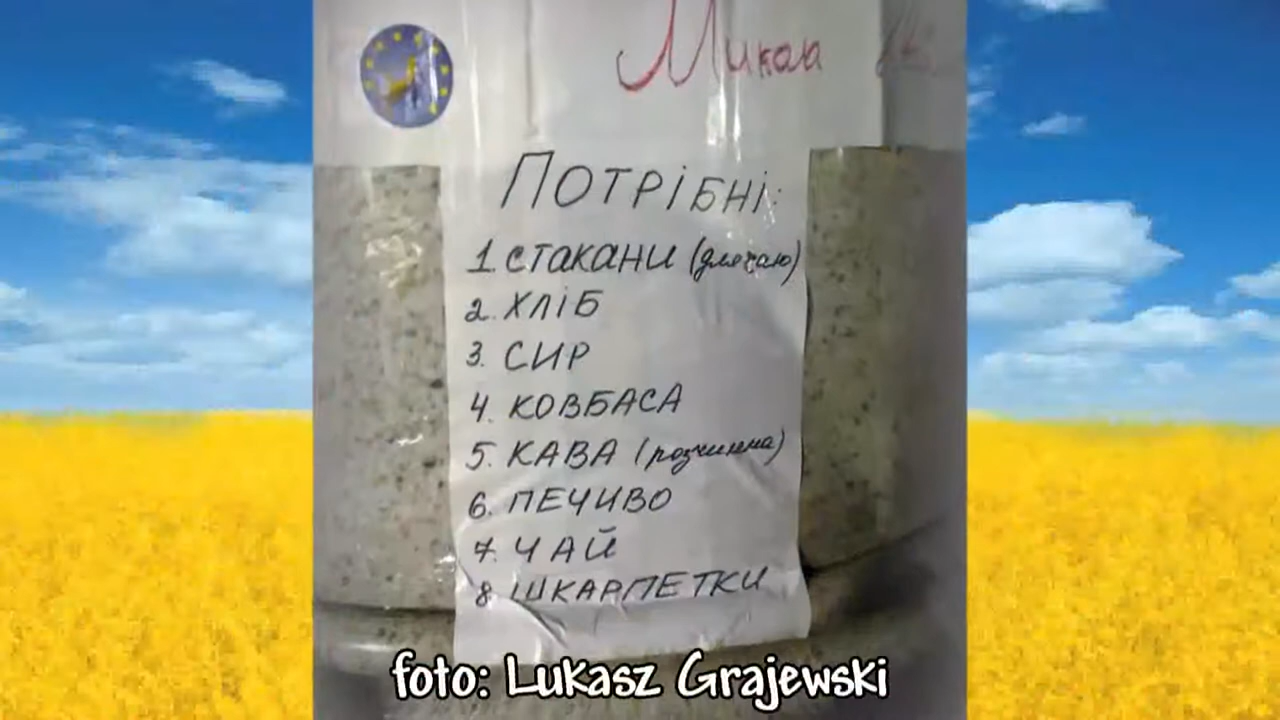 Потрібні:
1. стакани (для чаю)
2. хліб
3. сир
4. ковбаса
5. кава (розчинна)
6. печиво
7. чай
8. шкарпетки
foto: Lukasz Grajewski